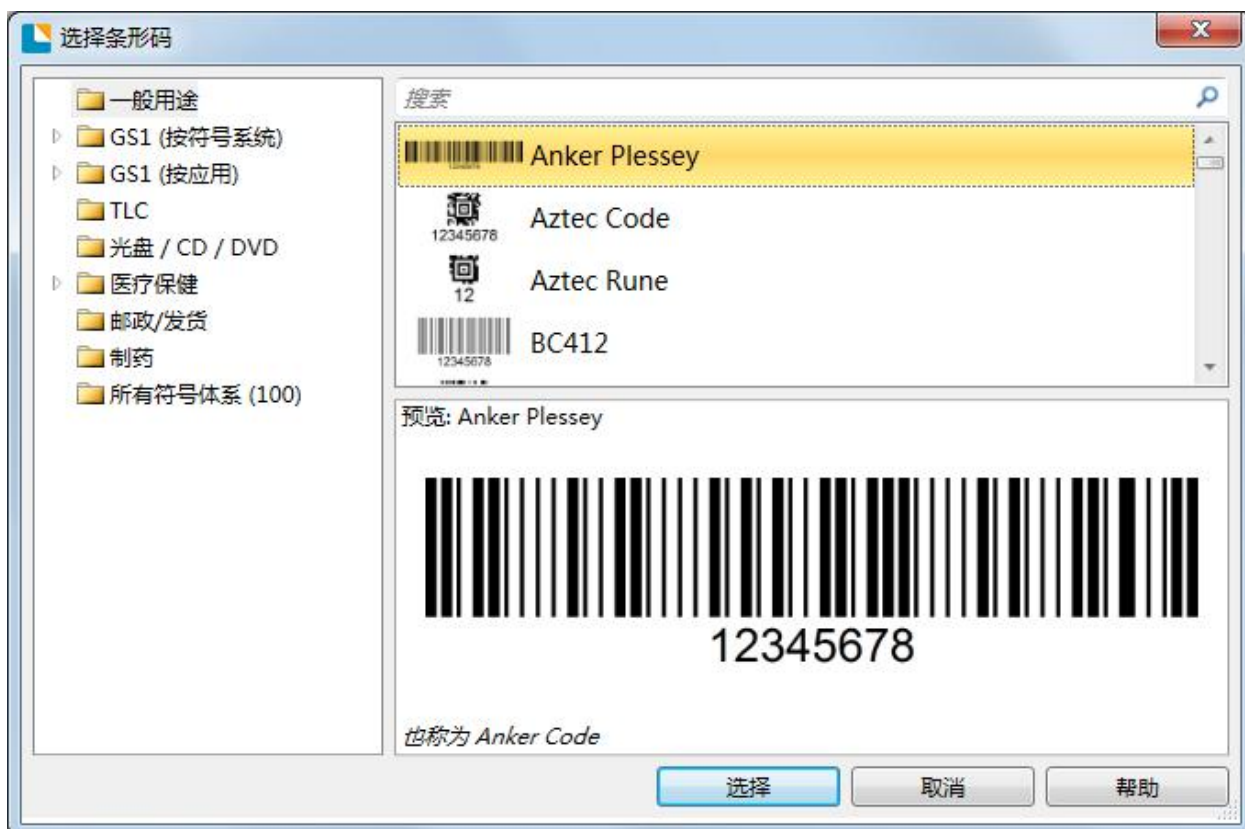 选择条形码
一般用途
GS1 (按符号系统)
GS1 (按应用)
TLC
光盘 / CD / DVD
医疗保健
邮政/发货
制药
所有符号体系 (100)
搜索
Anker Plessey
12345678
Aztec Code
12
Aztec Rune
12345678
BC412
预览: Anker Plessey
12345678
也称为 Anker Code
选择
取消
帮助